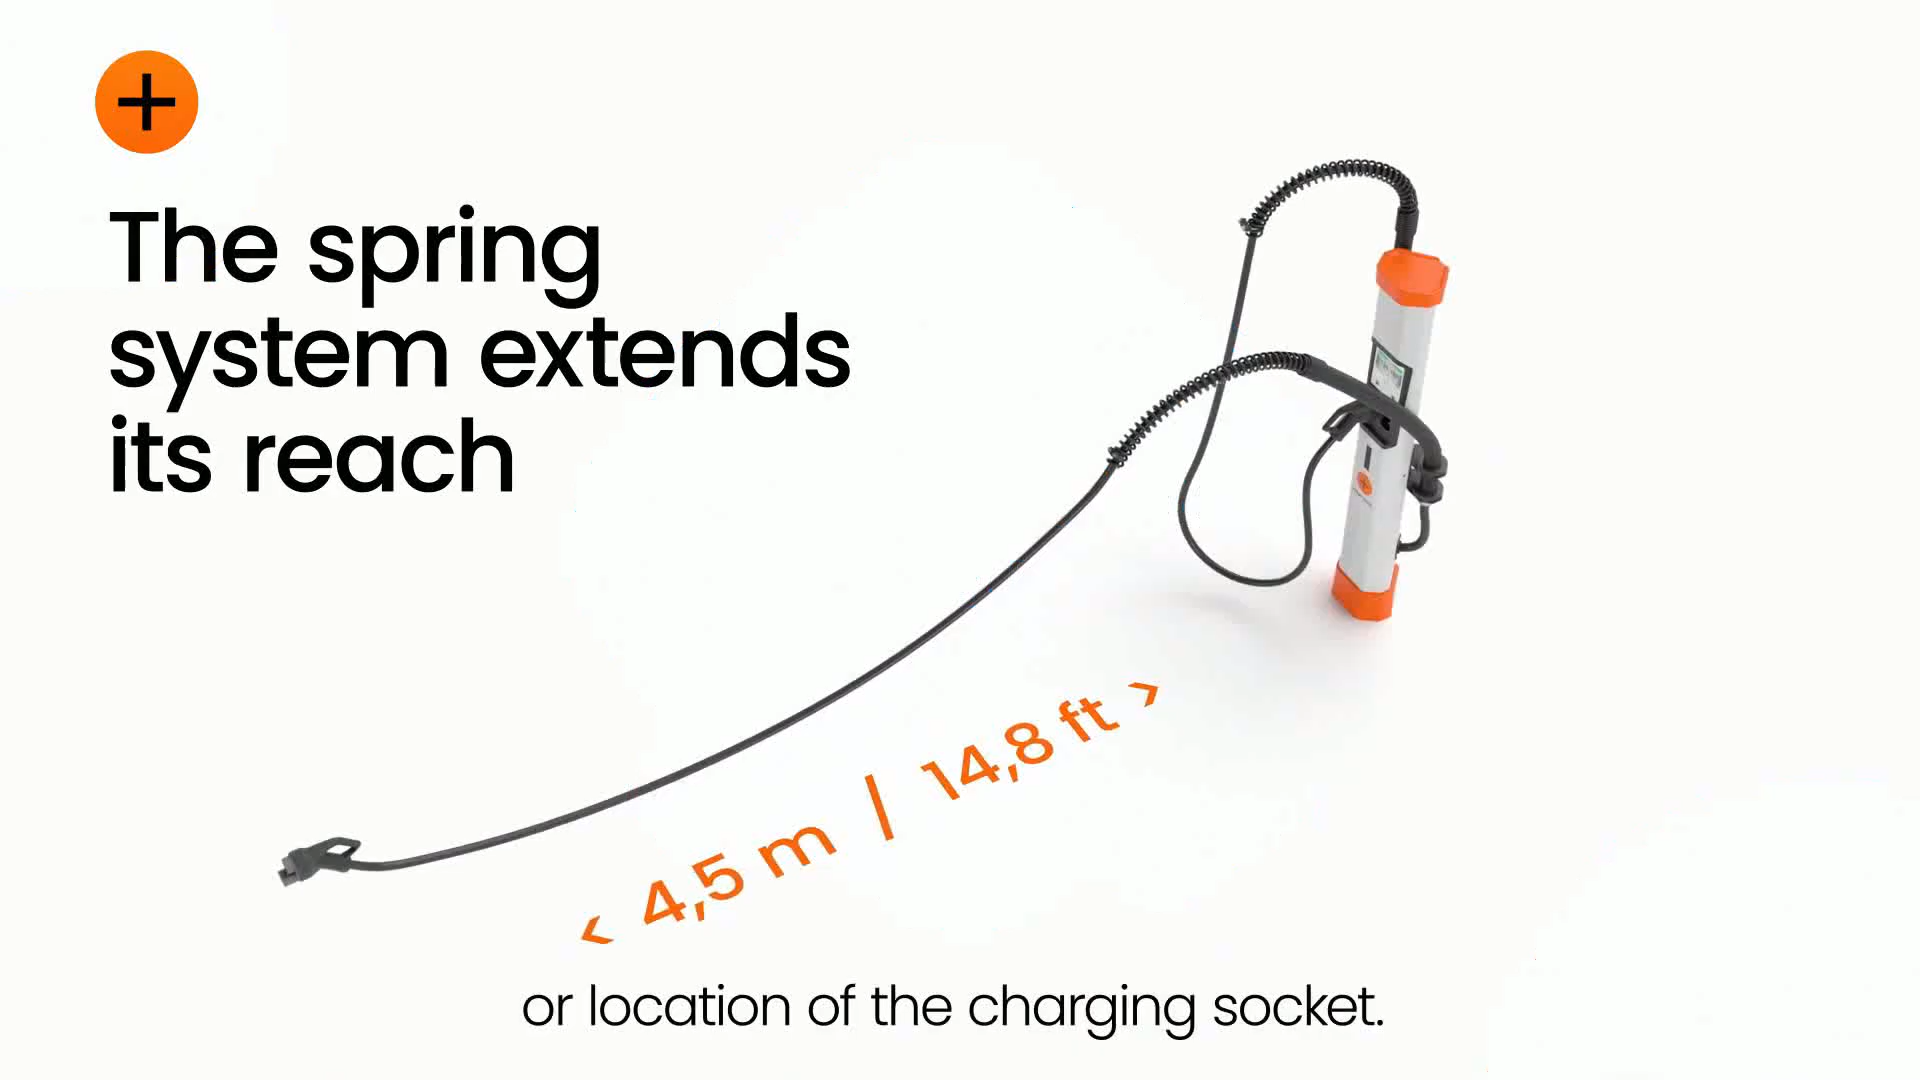 The spring
system extends
its reach
‹ 4,5 m / 14,8 ft ›
or location of the charging socket.